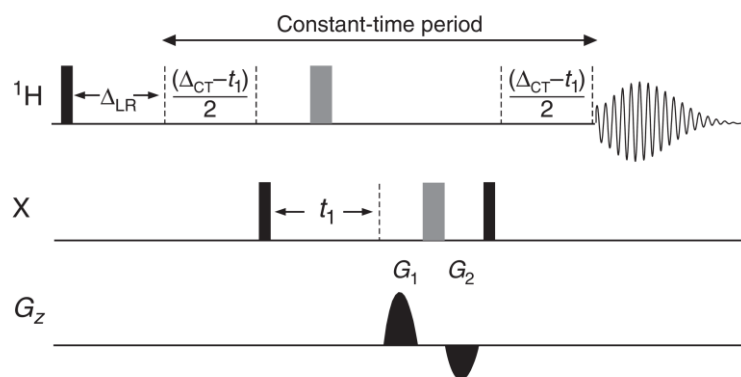 Constant-time period
¹H
Δ_LR
(Δ_CT–t₁)
2
(Δ_CT–t₁)
2
X
t₁
G₁
G₂
G_z